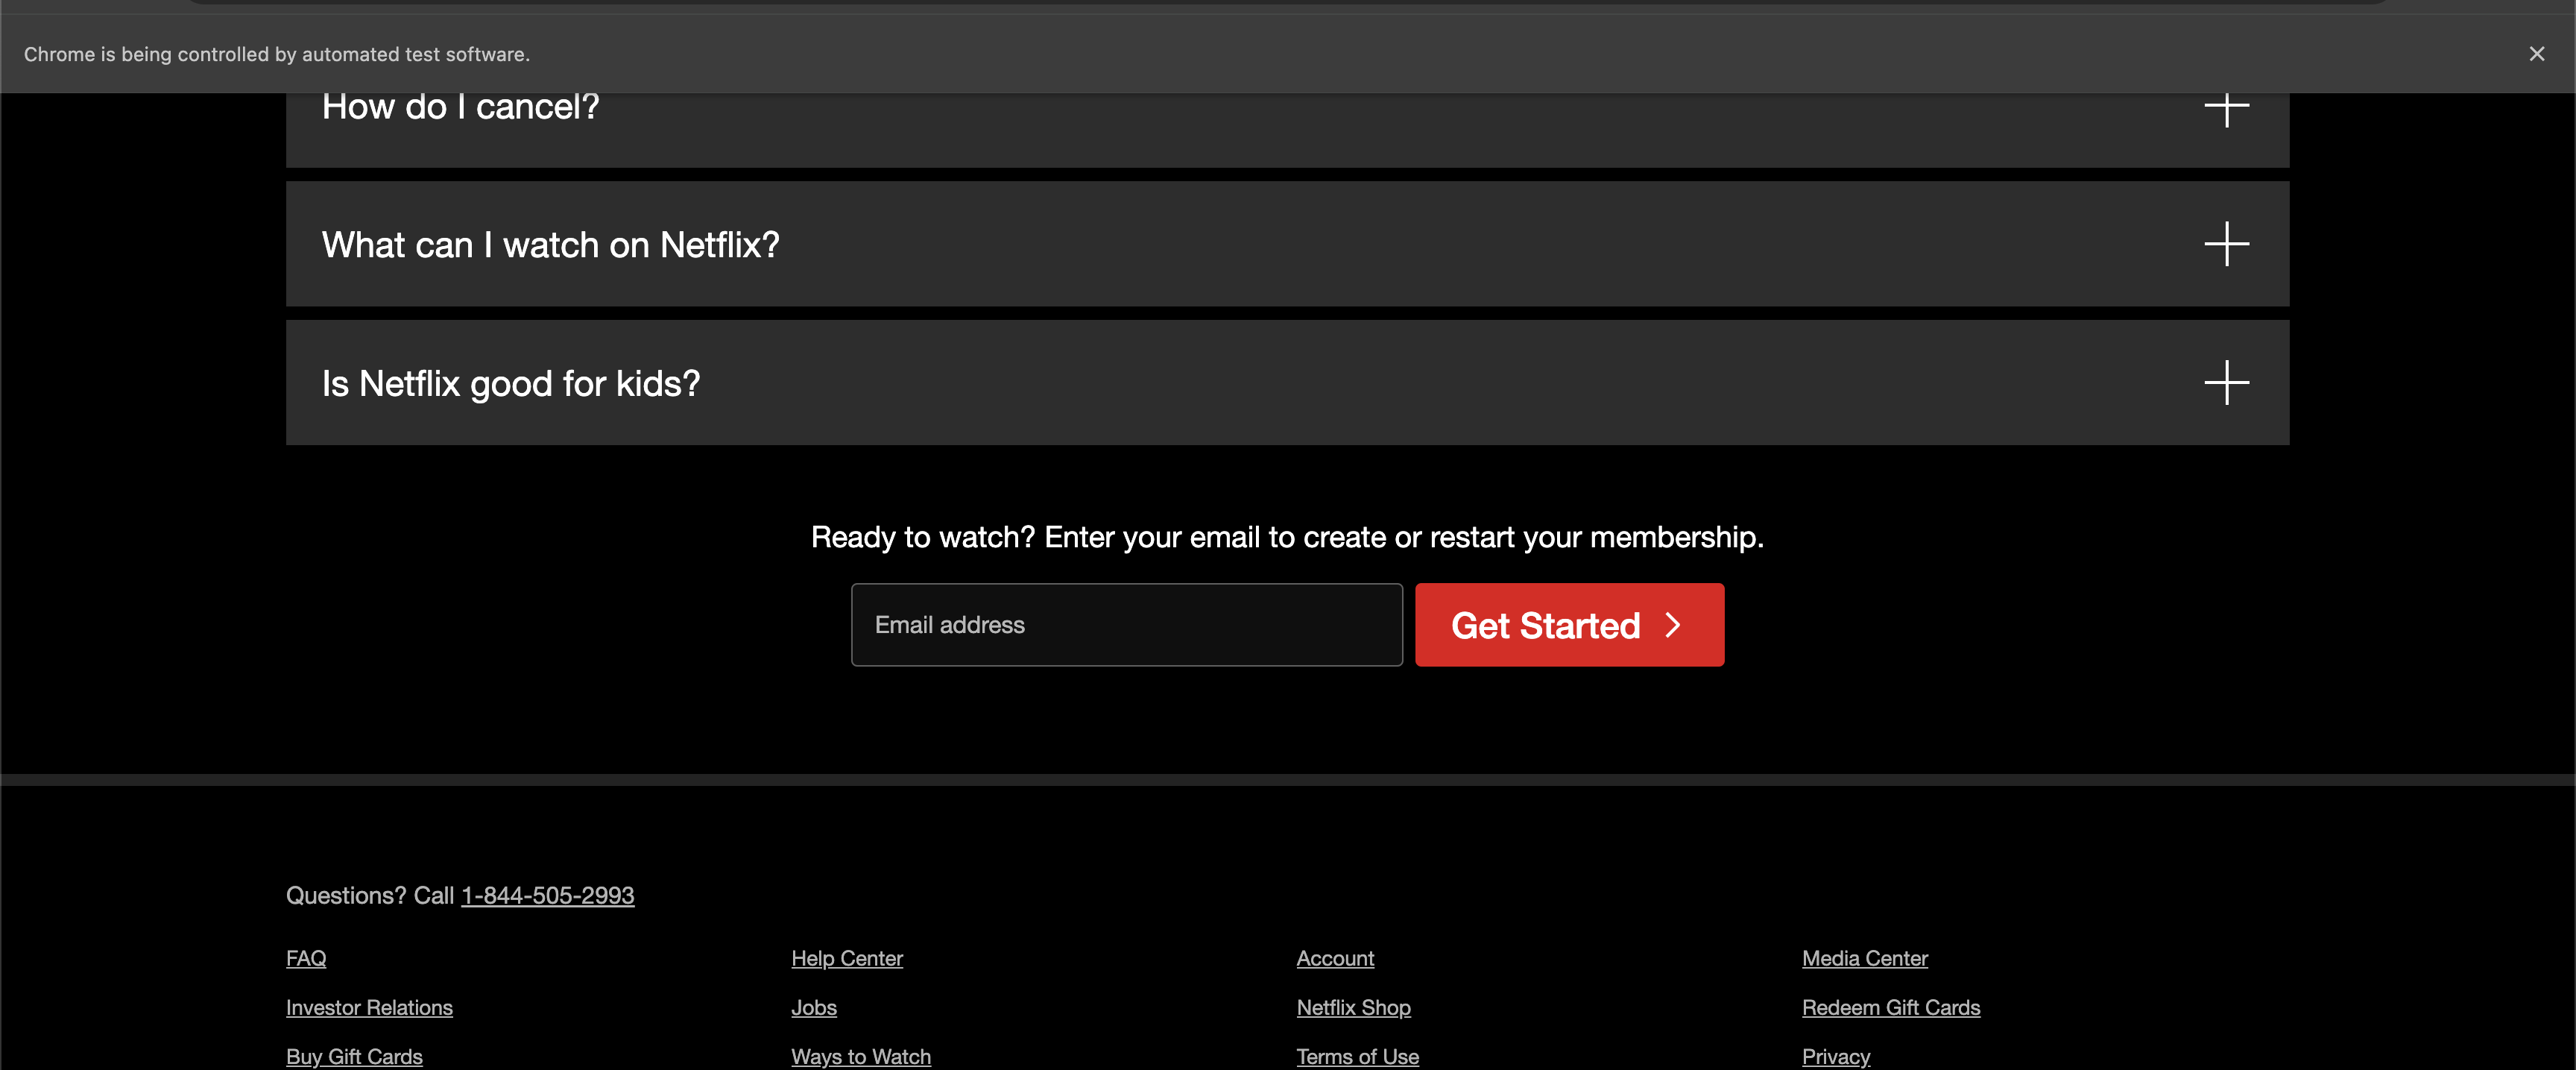 Chrome is being controlled by automated test software.
How do I cancel?
What can I watch on Netflix?
Is Netflix good for kids?
Ready to watch? Enter your email to create or restart your membership.
Email address
Get Started
Questions? Call 1-844-505-2993
FAQ
Help Center
Account
Media Center
Investor Relations
Jobs
Netflix Shop
Redeem Gift Cards
Buy Gift Cards
Ways to Watch
Terms of Use
Privacy